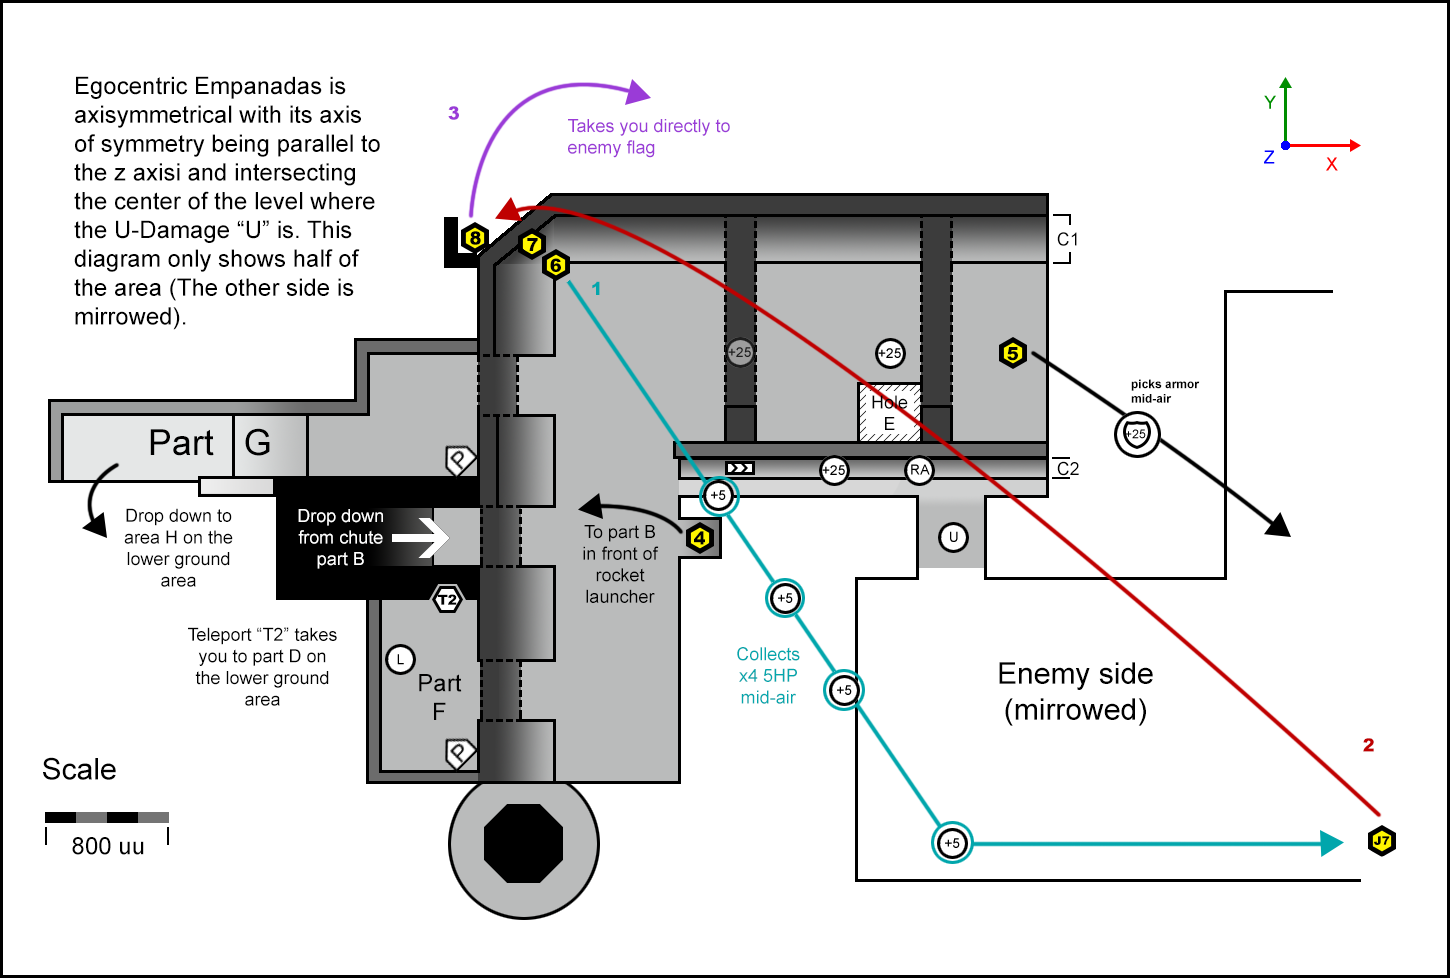 Egocentric Empanadas is
axisymmetrical with its axis
of symmetry being parallel to
the z axisi and intersecting
the center of the level where
the U-Damage “U” is. This
diagram only shows half of
the area (The other side is
mirrowed).
3
Takes you directly to
enemy flag
Y
Z
X
8
7
6
1
C1
+25
+25
5
picks armor
mid-air
+25
Hole
E
Part G
P
+25
RA
C2
+5
Drop down to
area H on the
lower ground
area
Drop down
from chute
part B
To part B
in front of
rocket
launcher
4
U
T2
+5
Teleport “T2” takes
you to part D on
the lower ground
area
L
Part
F
Collects
x4 5HP
mid-air
+5
Enemy side
(mirrowed)
P
2
Scale
800 uu
+5
J7